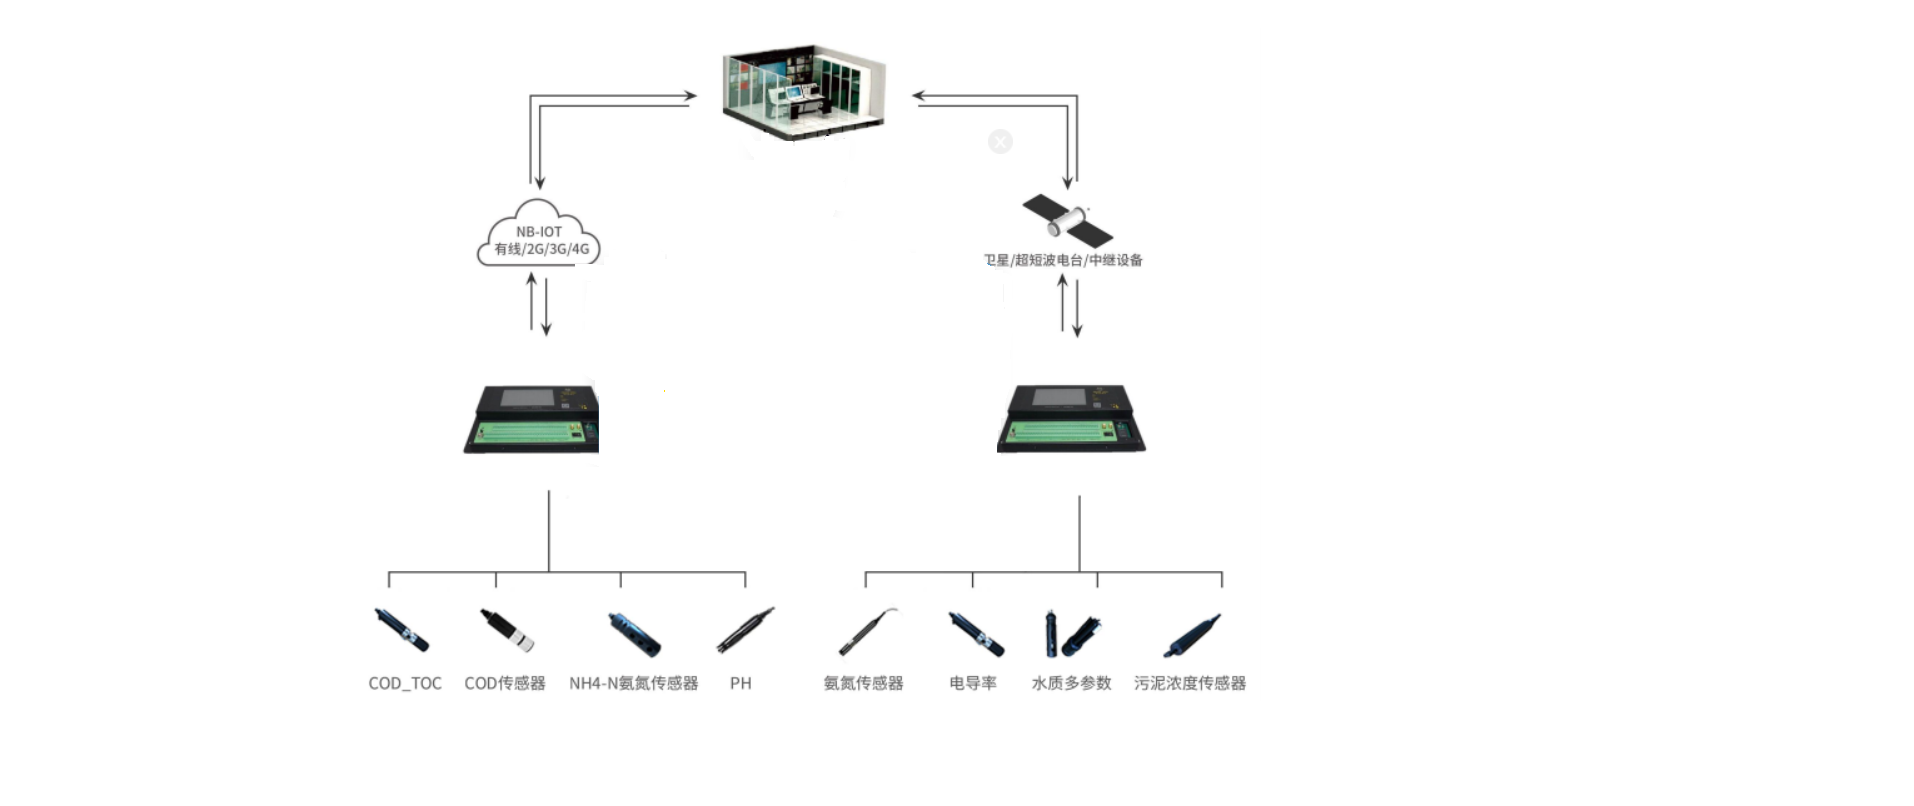 NB-IOT
有线/2G/3G/4G
卫星/超短波电台/中继设备
COD_TOC
COD传感器
NH4-N氨氮传感器
PH
氨氮传感器
电导率
水质多参数
污泥浓度传感器